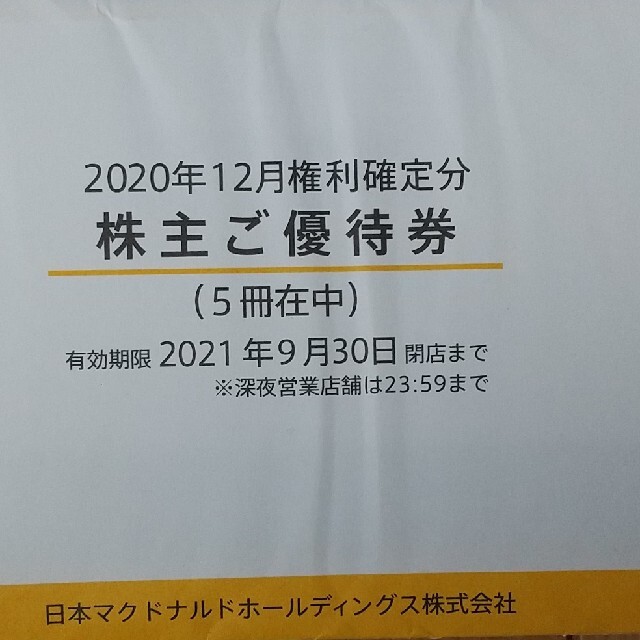 2020年12月権利確定分
株主ご優待券
(5冊在中)
有効期限 2021年9月30日 閉店まで
※深夜営業店舗は23:59まで
日本マクドナルドホールディングス株式会社